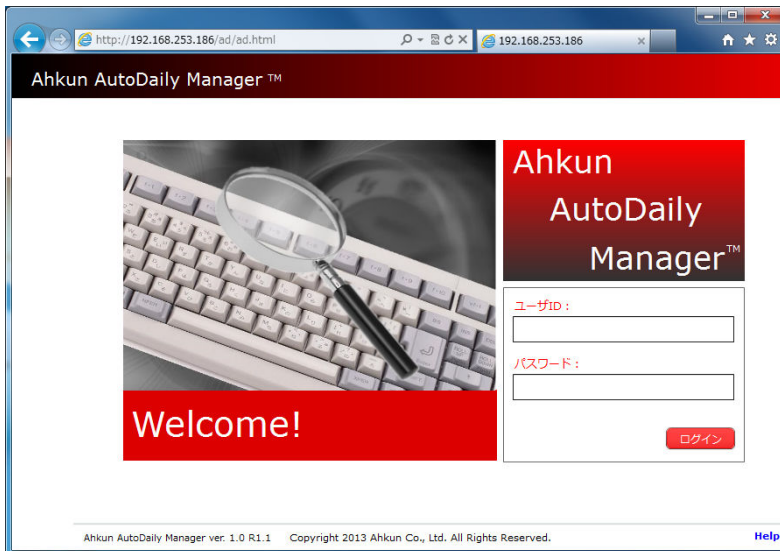 http://192.168.253.186/ad/ad.html
192.168.253.186
Ahkun AutoDaily Manager ™
Ahkun
AutoDaily
Manager™
ユーザID：
パスワード：
ログイン
Welcome!
Ahkun AutoDaily Manager ver. 1.0 R1.1 Copyright 2013 Ahkun Co., Ltd. All Rights Reserved.
Help